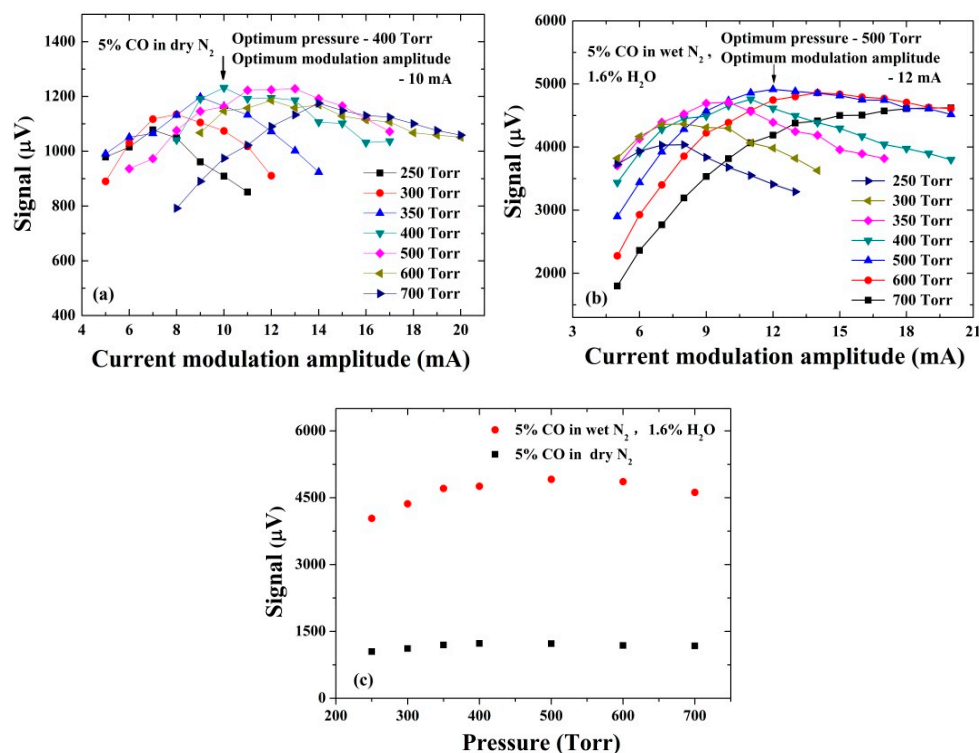 5% CO in dry N₂
Optimum pressure - 400 Torr
Optimum modulation amplitude
- 10 mA
Signal (μV)
1400
1200
1000
800
600
400
250 Torr
300 Torr
350 Torr
400 Torr
500 Torr
600 Torr
700 Torr
(a)
4 6 8 10 12 14 16 18 20
Current modulation amplitude (mA)
5% CO in wet N₂ ,
1.6% H₂O
Optimum pressure - 500 Torr
Optimum modulation amplitude
- 12 mA
Signal (μV)
6000
5000
4000
3000
2000
250 Torr
300 Torr
350 Torr
400 Torr
500 Torr
600 Torr
700 Torr
(b)
3 6 9 12 15 18 21
Current modulation amplitude (mA)
5% CO in wet N₂ , 1.6% H₂O
5% CO in dry N₂
Signal (μV)
6000
4500
3000
1500
0
(c)
200 300 400 500 600 700
Pressure (Torr)